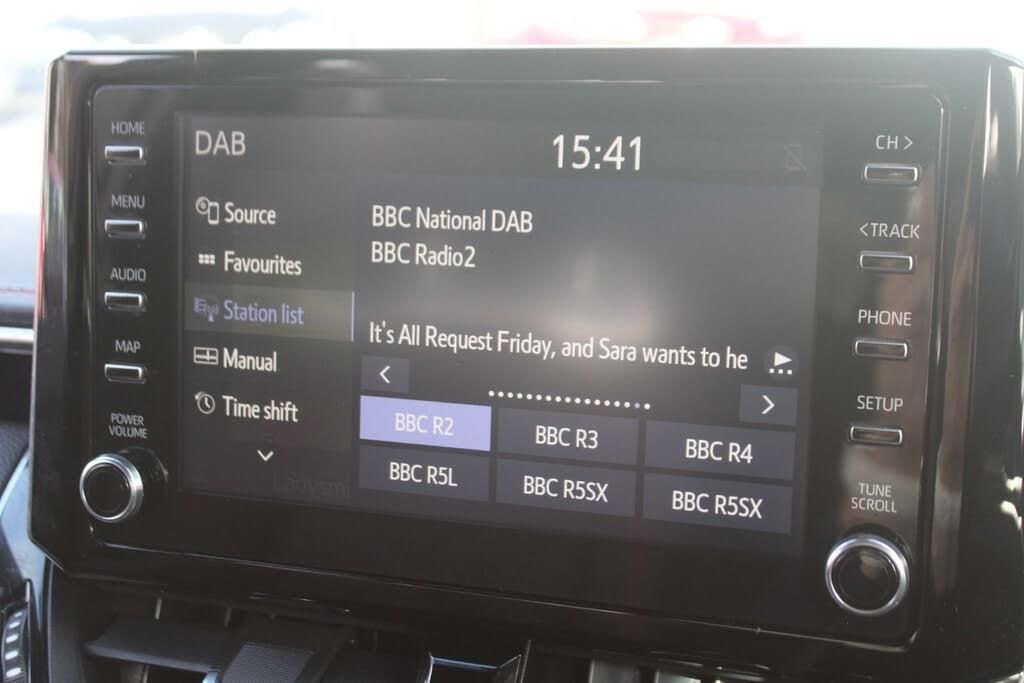 HOME
MENU
AUDIO
MAP
POWER
VOLUME
DAB
15:41
Source
Favourites
Station list
Manual
Time shift
BBC National DAB
BBC Radio2
It's All Request Friday, and Sara wants to he
BBC R2
BBC R3
BBC R4
BBC R5L
BBC R5SX
BBC R5SX
CH >
< TRACK
PHONE
SETUP
TUNE
SCROLL